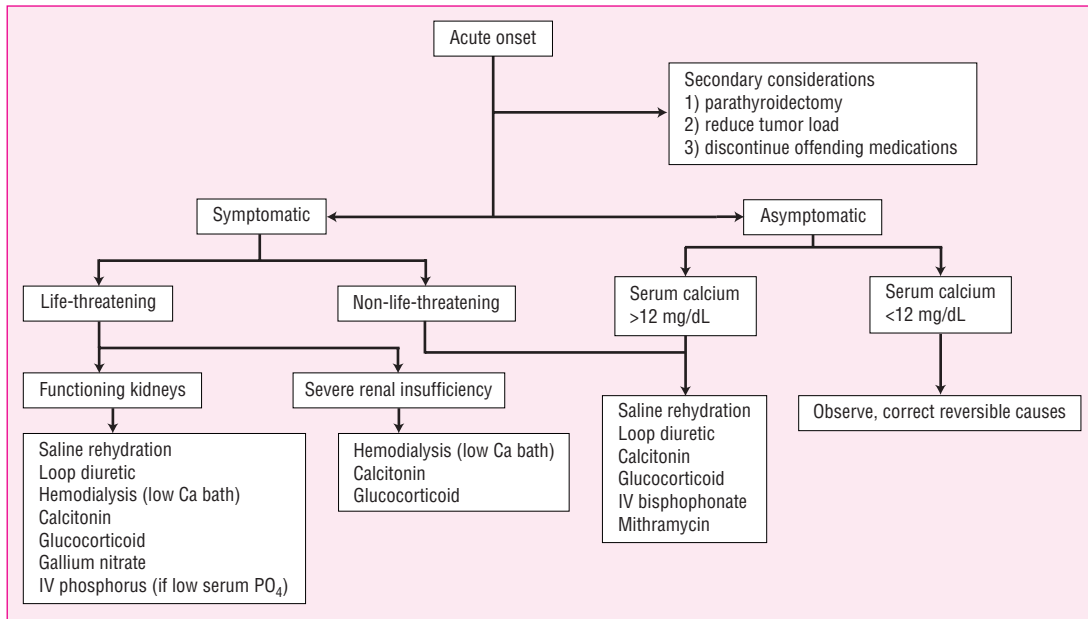 Acute onset
Secondary considerations
1) parathyroidectomy
2) reduce tumor load
3) discontinue offending medications
Symptomatic
Asymptomatic
Life-threatening
Non-life-threatening
Serum calcium
>12 mg/dL
Serum calcium
<12 mg/dL
Functioning kidneys
Severe renal insufficiency
Saline rehydration
Loop diuretic
Hemodialysis (low Ca bath)
Calcitonin
Glucocorticoid
Gallium nitrate
IV phosphorus (if low serum PO₄)
Hemodialysis (low Ca bath)
Calcitonin
Glucocorticoid
Saline rehydration
Loop diuretic
Calcitonin
Glucocorticoid
IV bisphophonate
Mithramycin
Observe, correct reversible causes